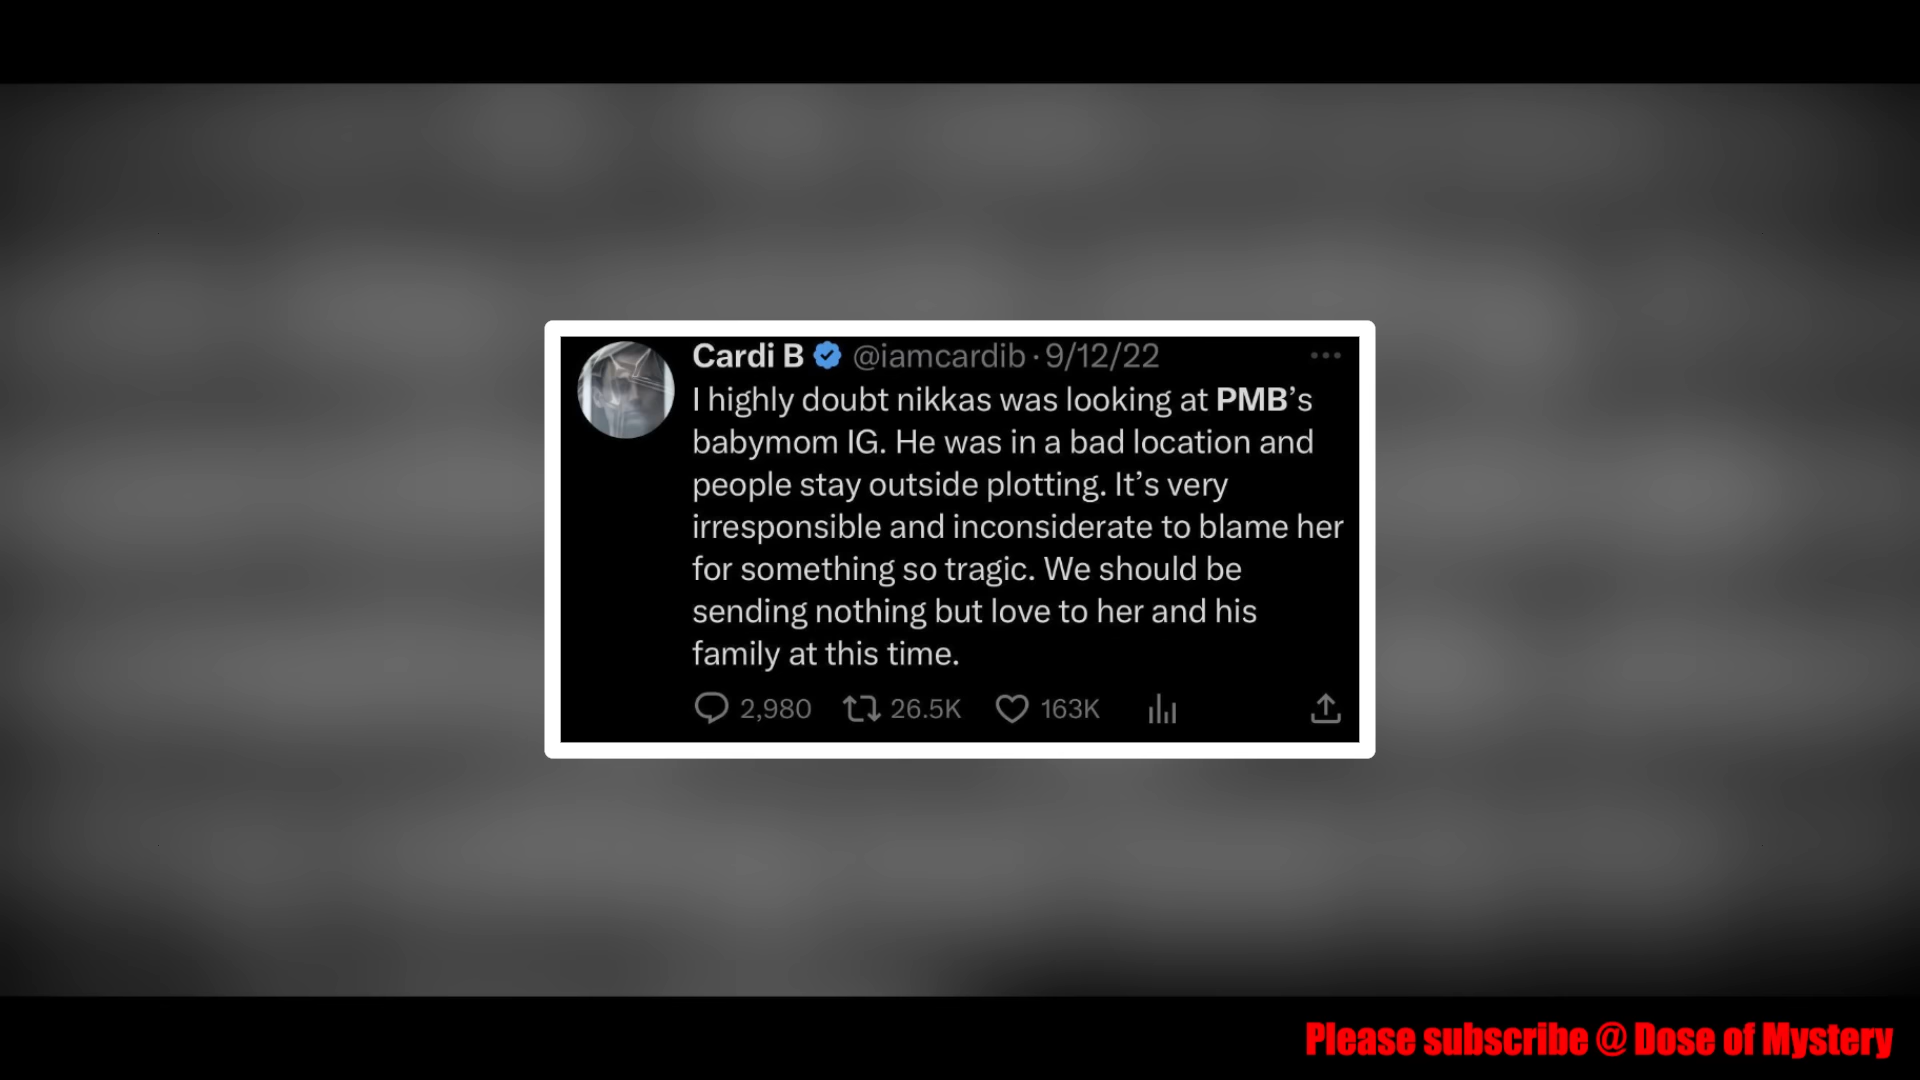 Cardi B @iamcardib · 9/12/22
I highly doubt nikkas was looking at PMB’s
babymom IG. He was in a bad location and
people stay outside plotting. It’s very
irresponsible and inconsiderate to blame her
for something so tragic. We should be
sending nothing but love to her and his
family at this time.
2,980 26.5K 163K
Please subscribe @ Dose of Mystery